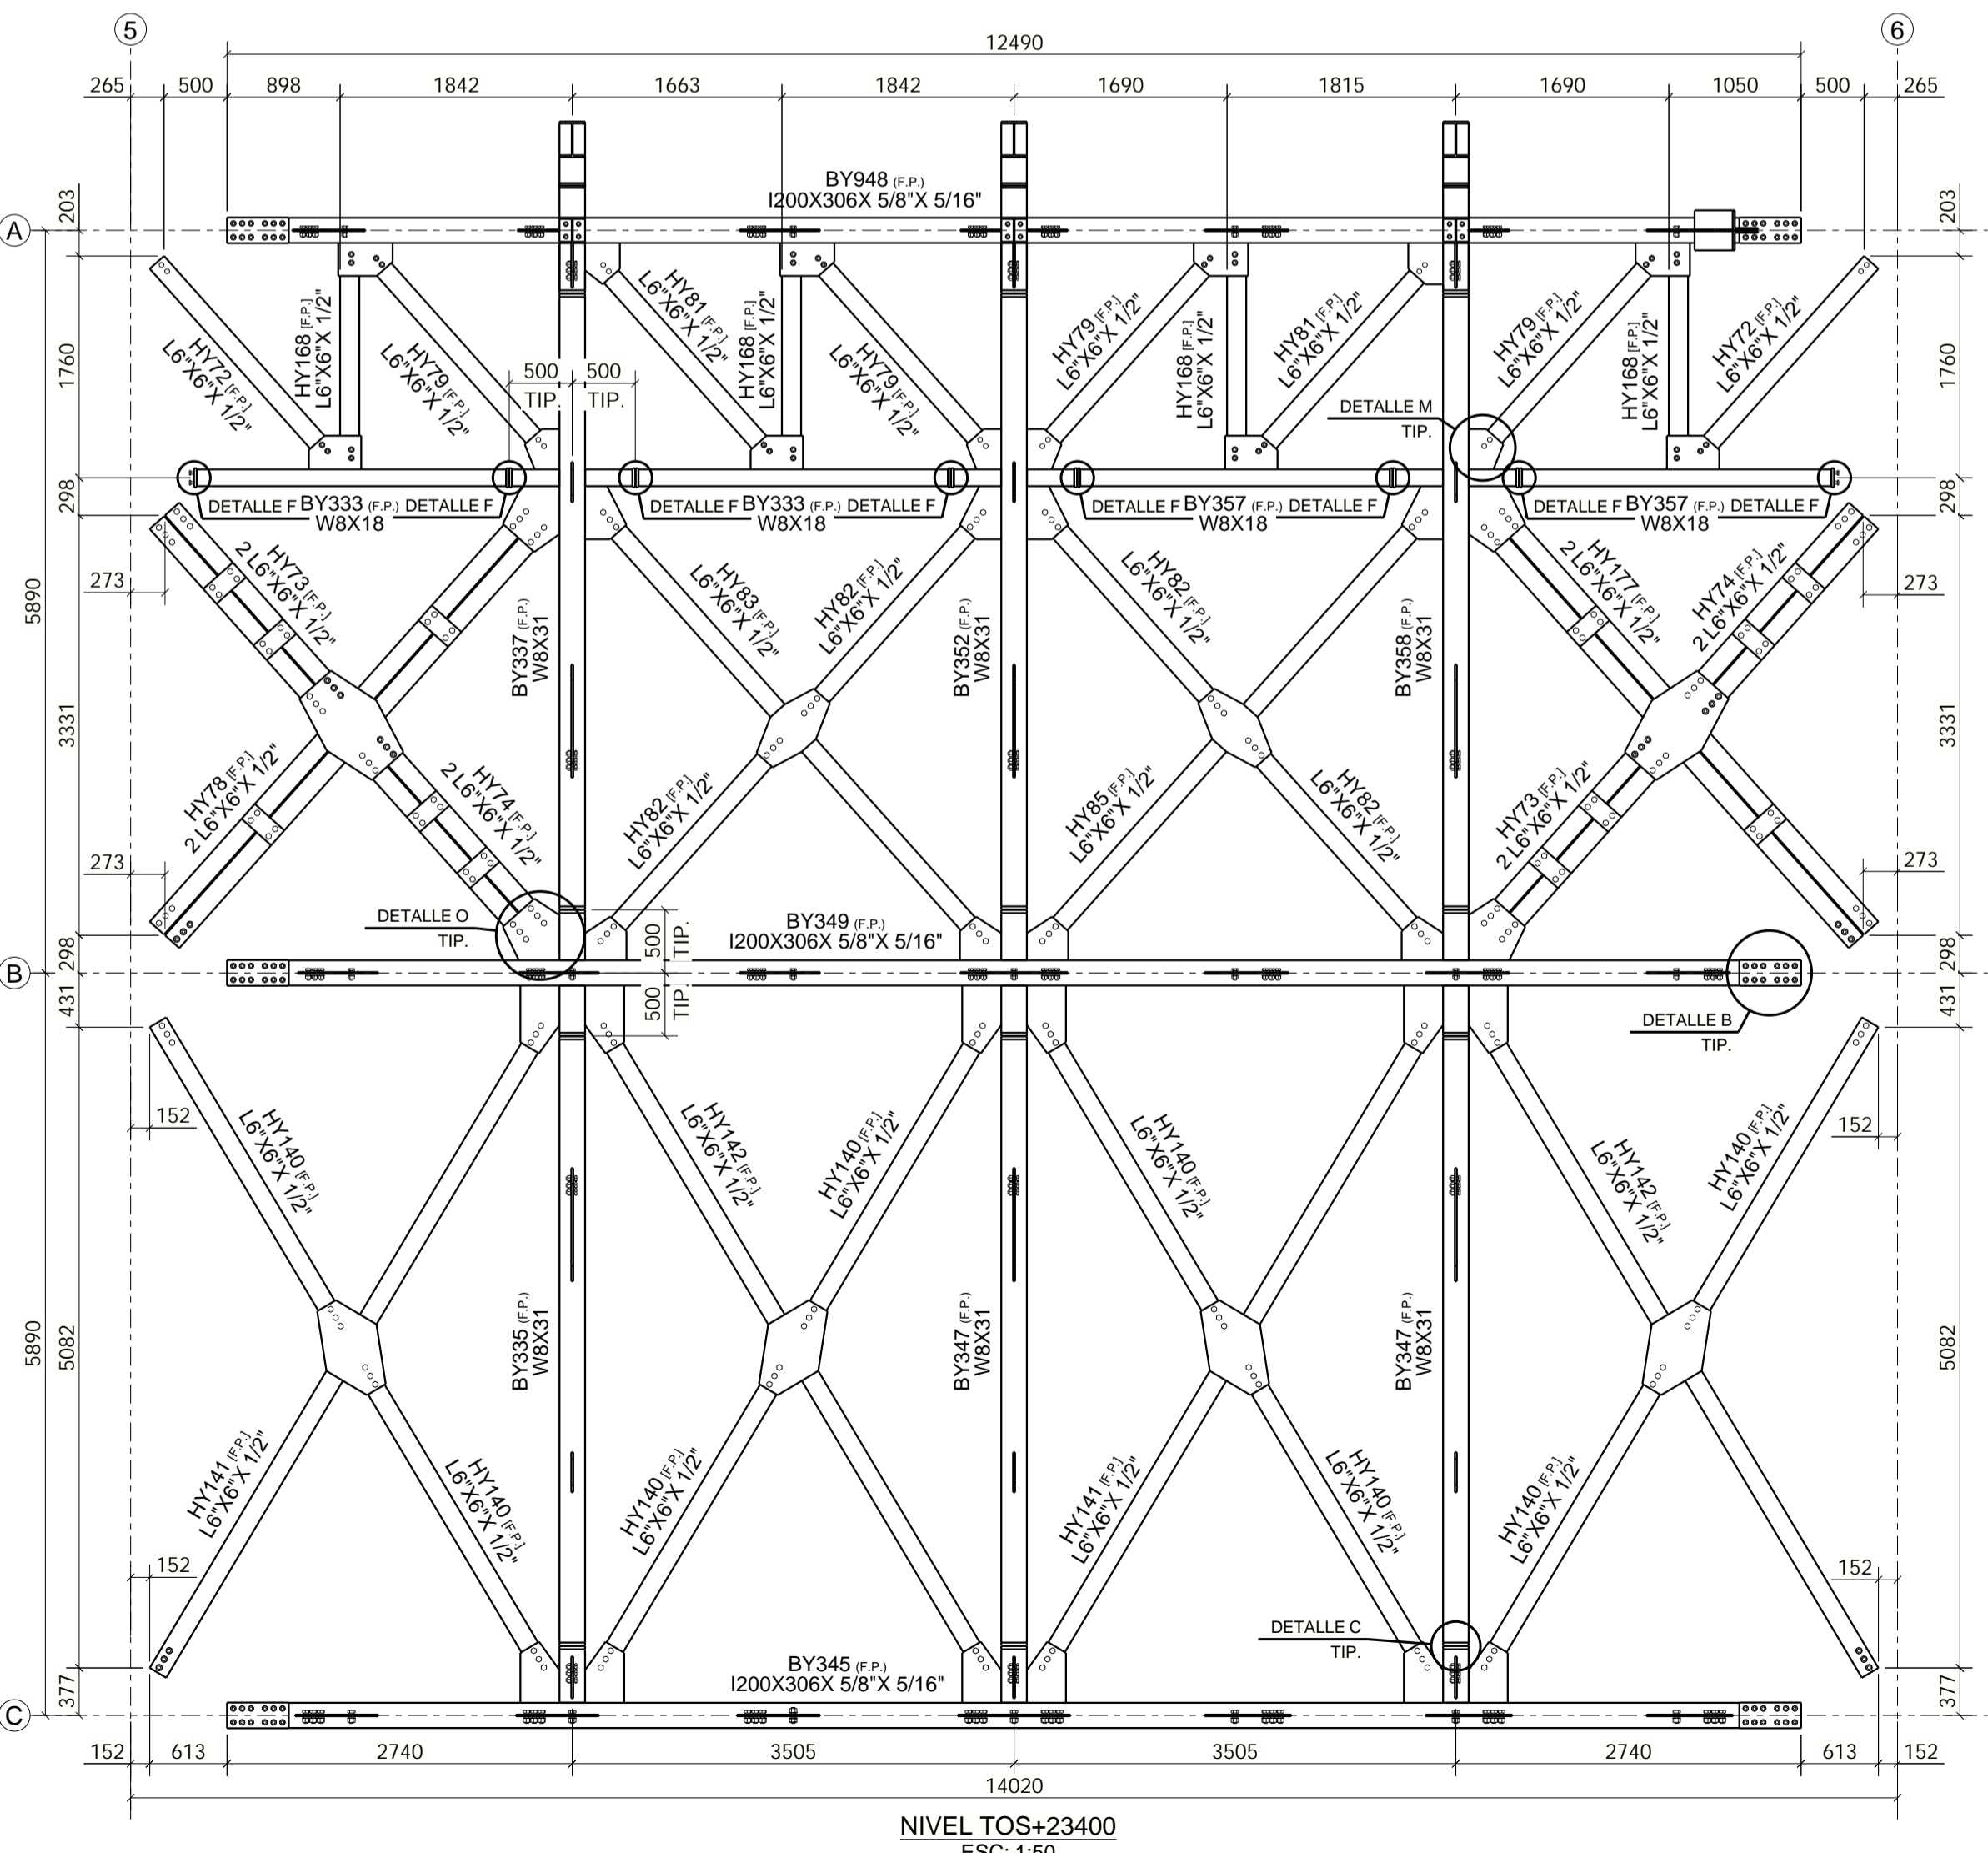 5 6
12490
265 500 898 1842 1663 1842 1690 1815 1690 1050 500 265
203 203
BY948 (F.P.)
I200X306X 5/8"X 5/16"
A
HY72 [F.P.]
L6"X6"X 1/2"
HY168 [F.P.]
L6"X6"X 1/2"
HY79 [F.P.]
L6"X6"X 1/2"
HY81 [F.P.]
L6"X6"X 1/2"
HY168 [F.P.]
L6"X6"X 1/2"
HY79 [F.P.]
L6"X6"X 1/2"
HY79 [F.P.]
L6"X6"X 1/2"
HY168 [F.P.]
L6"X6"X 1/2"
HY81 [F.P.]
L6"X6"X 1/2"
HY79 [F.P.]
L6"X6"X 1/2"
HY168 [F.P.]
L6"X6"X 1/2"
HY72 [F.P.]
L6"X6"X 1/2"
1760 1760
500 500
TIP. TIP.
DETALLE M
TIP.
298 298
DETALLE F BY333 (F.P.) DETALLE F
W8X18
DETALLE F BY333 (F.P.) DETALLE F
W8X18
DETALLE F BY357 (F.P.) DETALLE F
W8X18
DETALLE F BY357 (F.P.) DETALLE F
W8X18
273 273
5890
3331 3331
HY73 [F.P.]
2 L6"X6"X 1/2"
BY337 (F.P.)
W8X31
HY83 [F.P.]
L6"X6"X 1/2"
HY82 [F.P.]
L6"X6"X 1/2"
BY352 (F.P.)
W8X31
HY82 [F.P.]
L6"X6"X 1/2"
BY358 (F.P.)
W8X31
HY177 [F.P.]
2 L6"X6"X 1/2"
HY74 [F.P.]
2 L6"X6"X 1/2"
HY78 [F.P.]
2 L6"X6"X 1/2"
HY74 [F.P.]
2 L6"X6"X 1/2"
HY82 [F.P.]
L6"X6"X 1/2"
HY85 [F.P.]
L6"X6"X 1/2"
HY82 [F.P.]
L6"X6"X 1/2"
HY73 [F.P.]
2 L6"X6"X 1/2"
273 273
DETALLE O
TIP.
500
TIP.
BY349 (F.P.)
I200X306X 5/8"X 5/16"
298 298
B
431 431
500
TIP.
DETALLE B
TIP.
152 152
HY140 [F.P.]
L6"X6"X 1/2"
HY142 [F.P.]
L6"X6"X 1/2"
HY140 [F.P.]
L6"X6"X 1/2"
HY140 [F.P.]
L6"X6"X 1/2"
HY142 [F.P.]
L6"X6"X 1/2"
HY140 [F.P.]
L6"X6"X 1/2"
5890
5082 5082
BY335 (F.P.)
W8X31
BY347 (F.P.)
W8X31
BY347 (F.P.)
W8X31
HY141 [F.P.]
L6"X6"X 1/2"
HY140 [F.P.]
L6"X6"X 1/2"
HY140 [F.P.]
L6"X6"X 1/2"
HY141 [F.P.]
L6"X6"X 1/2"
HY140 [F.P.]
L6"X6"X 1/2"
HY140 [F.P.]
L6"X6"X 1/2"
152 152
DETALLE C
TIP.
377 377
BY345 (F.P.)
I200X306X 5/8"X 5/16"
C
152 613 2740 3505 3505 2740 613 152
14020
NIVEL TOS+23400
ESC: 1:50